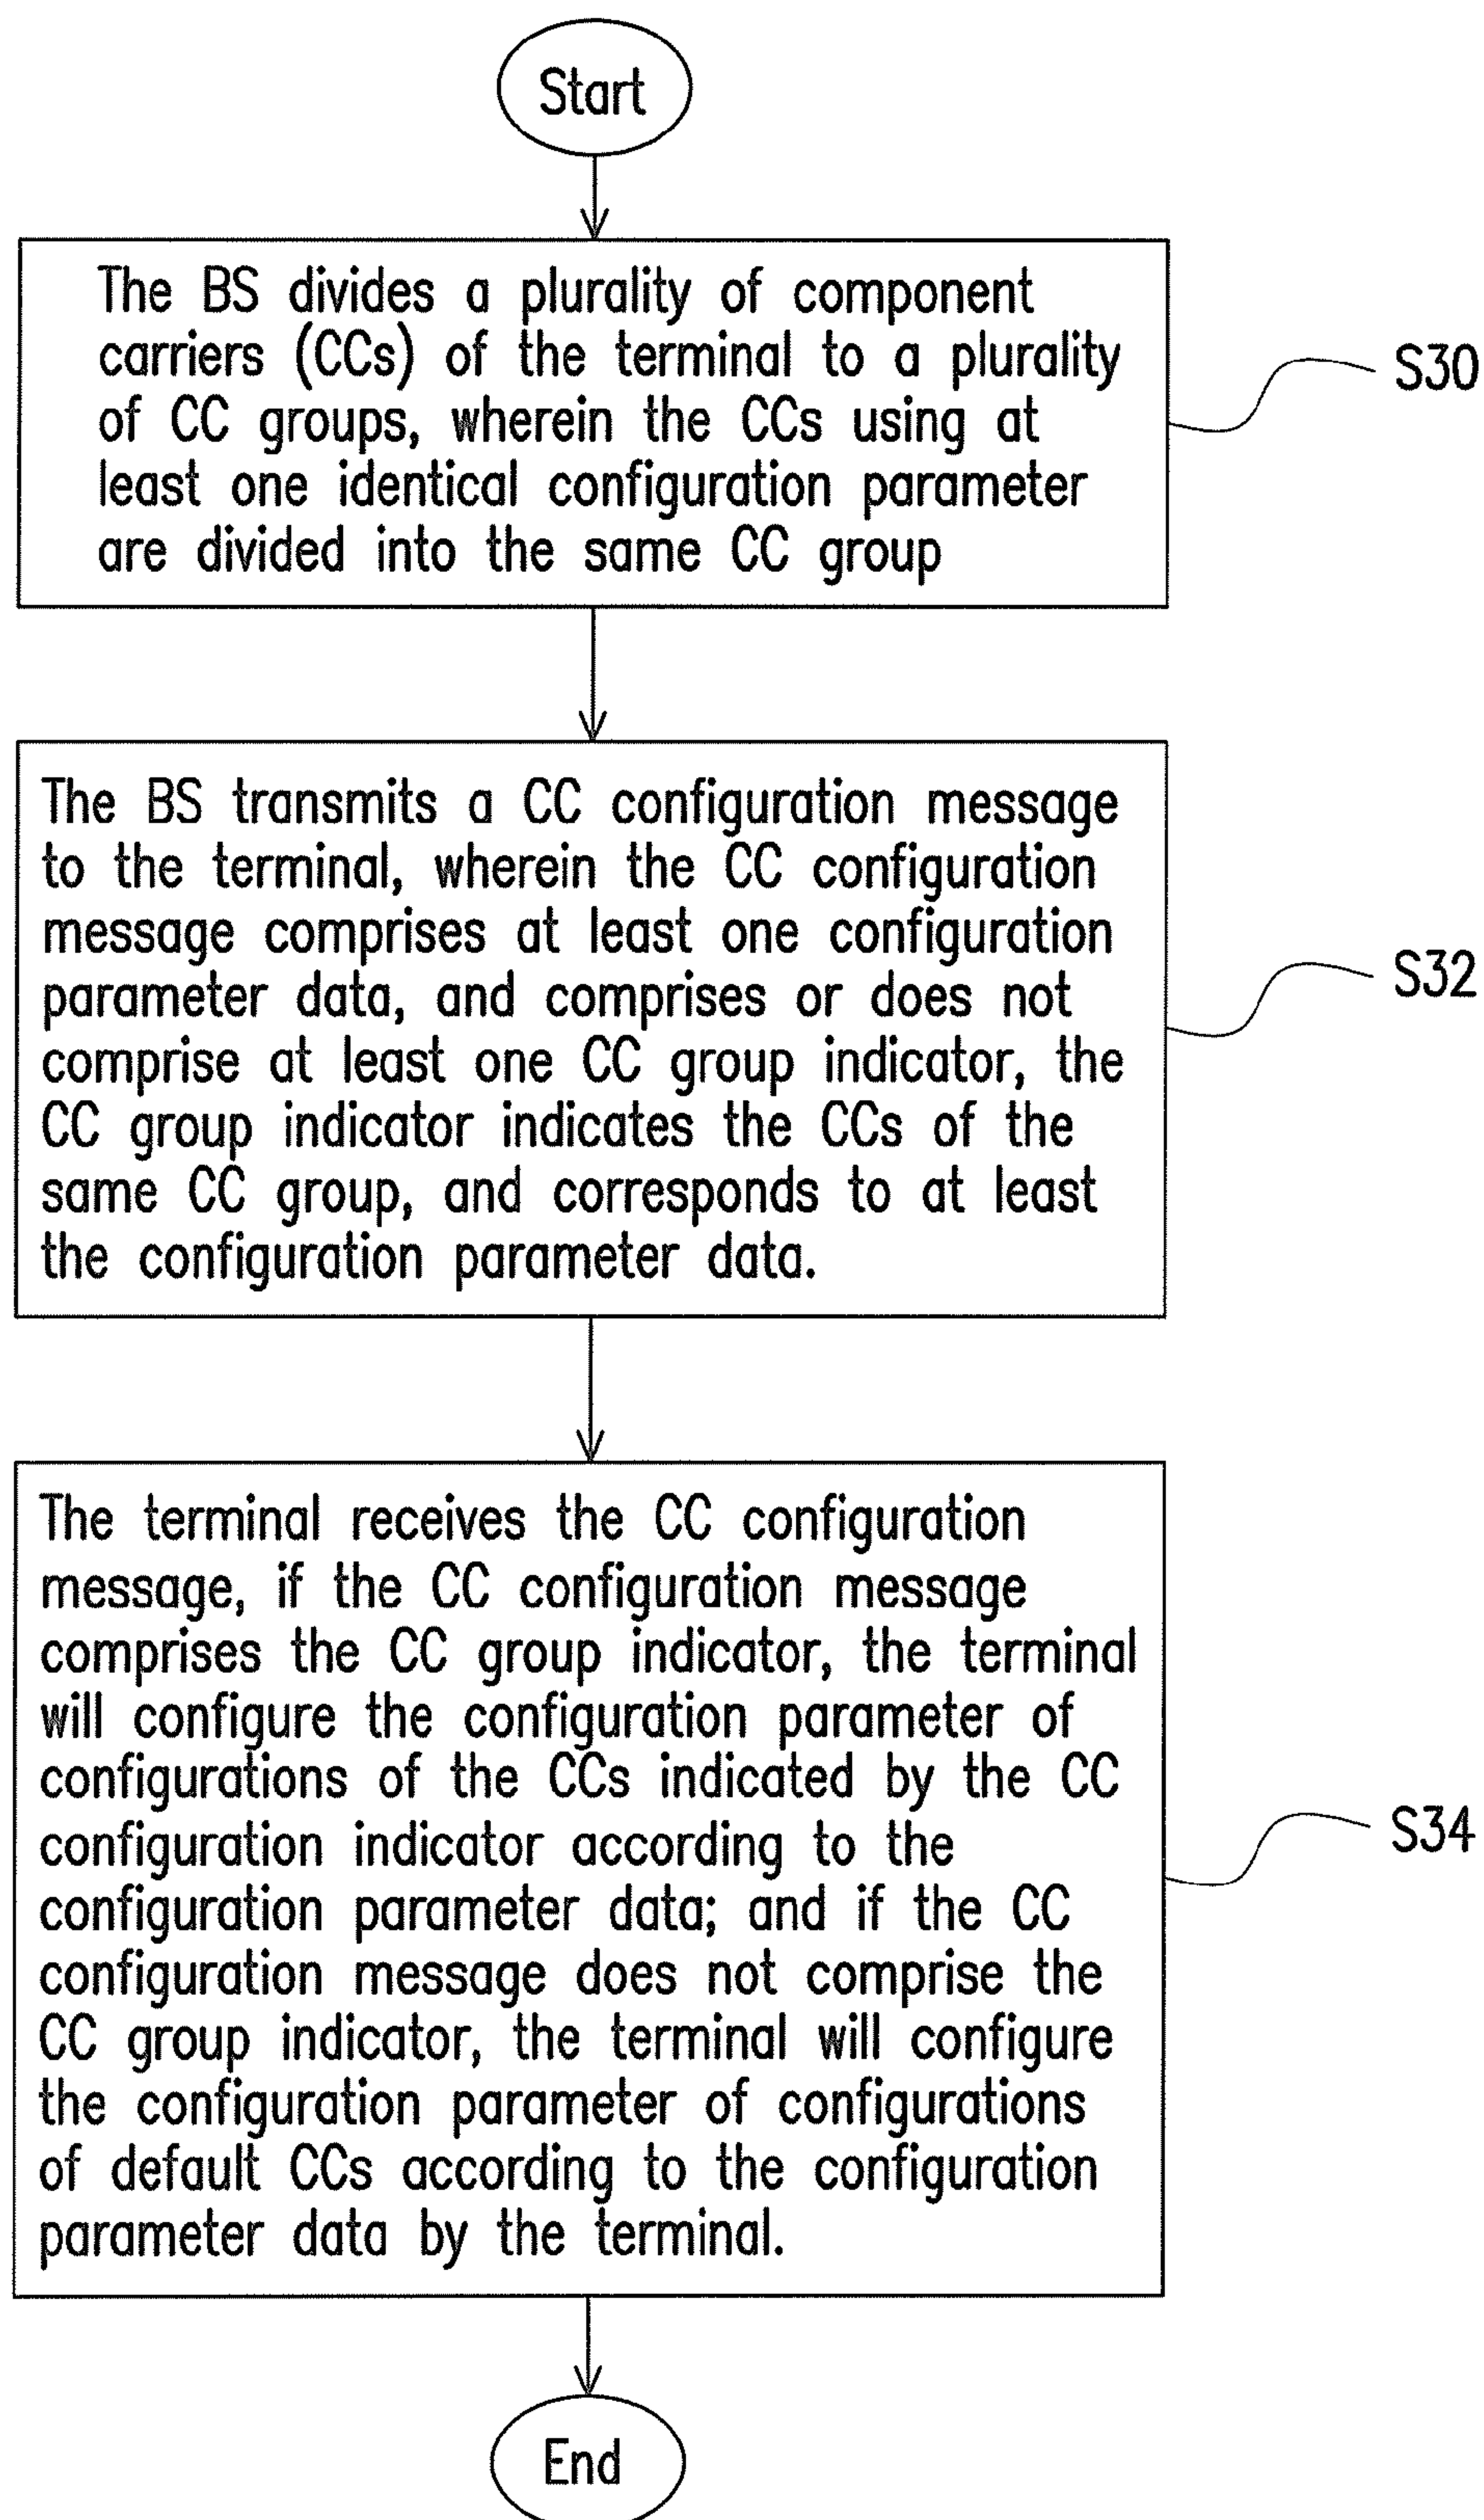 Start
The BS divides a plurality of component
carriers (CCs) of the terminal to a plurality
of CC groups, wherein the CCs using at
least one identical configuration parameter
are divided into the same CC group
S30
The BS transmits a CC configuration message
to the terminal, wherein the CC configuration
message comprises at least one configuration
parameter data, and comprises or does not
comprise at least one CC group indicator, the
CC group indicator indicates the CCs of the
same CC group, and corresponds to at least
the configuration parameter data.
S32
The terminal receives the CC configuration
message, if the CC configuration message
comprises the CC group indicator, the terminal
will configure the configuration parameter of
configurations of the CCs indicated by the CC
configuration indicator according to the
configuration parameter data; and if the CC
configuration message does not comprise the
CC group indicator, the terminal will configure
the configuration parameter of configurations
of default CCs according to the configuration
parameter data by the terminal.
S34
End